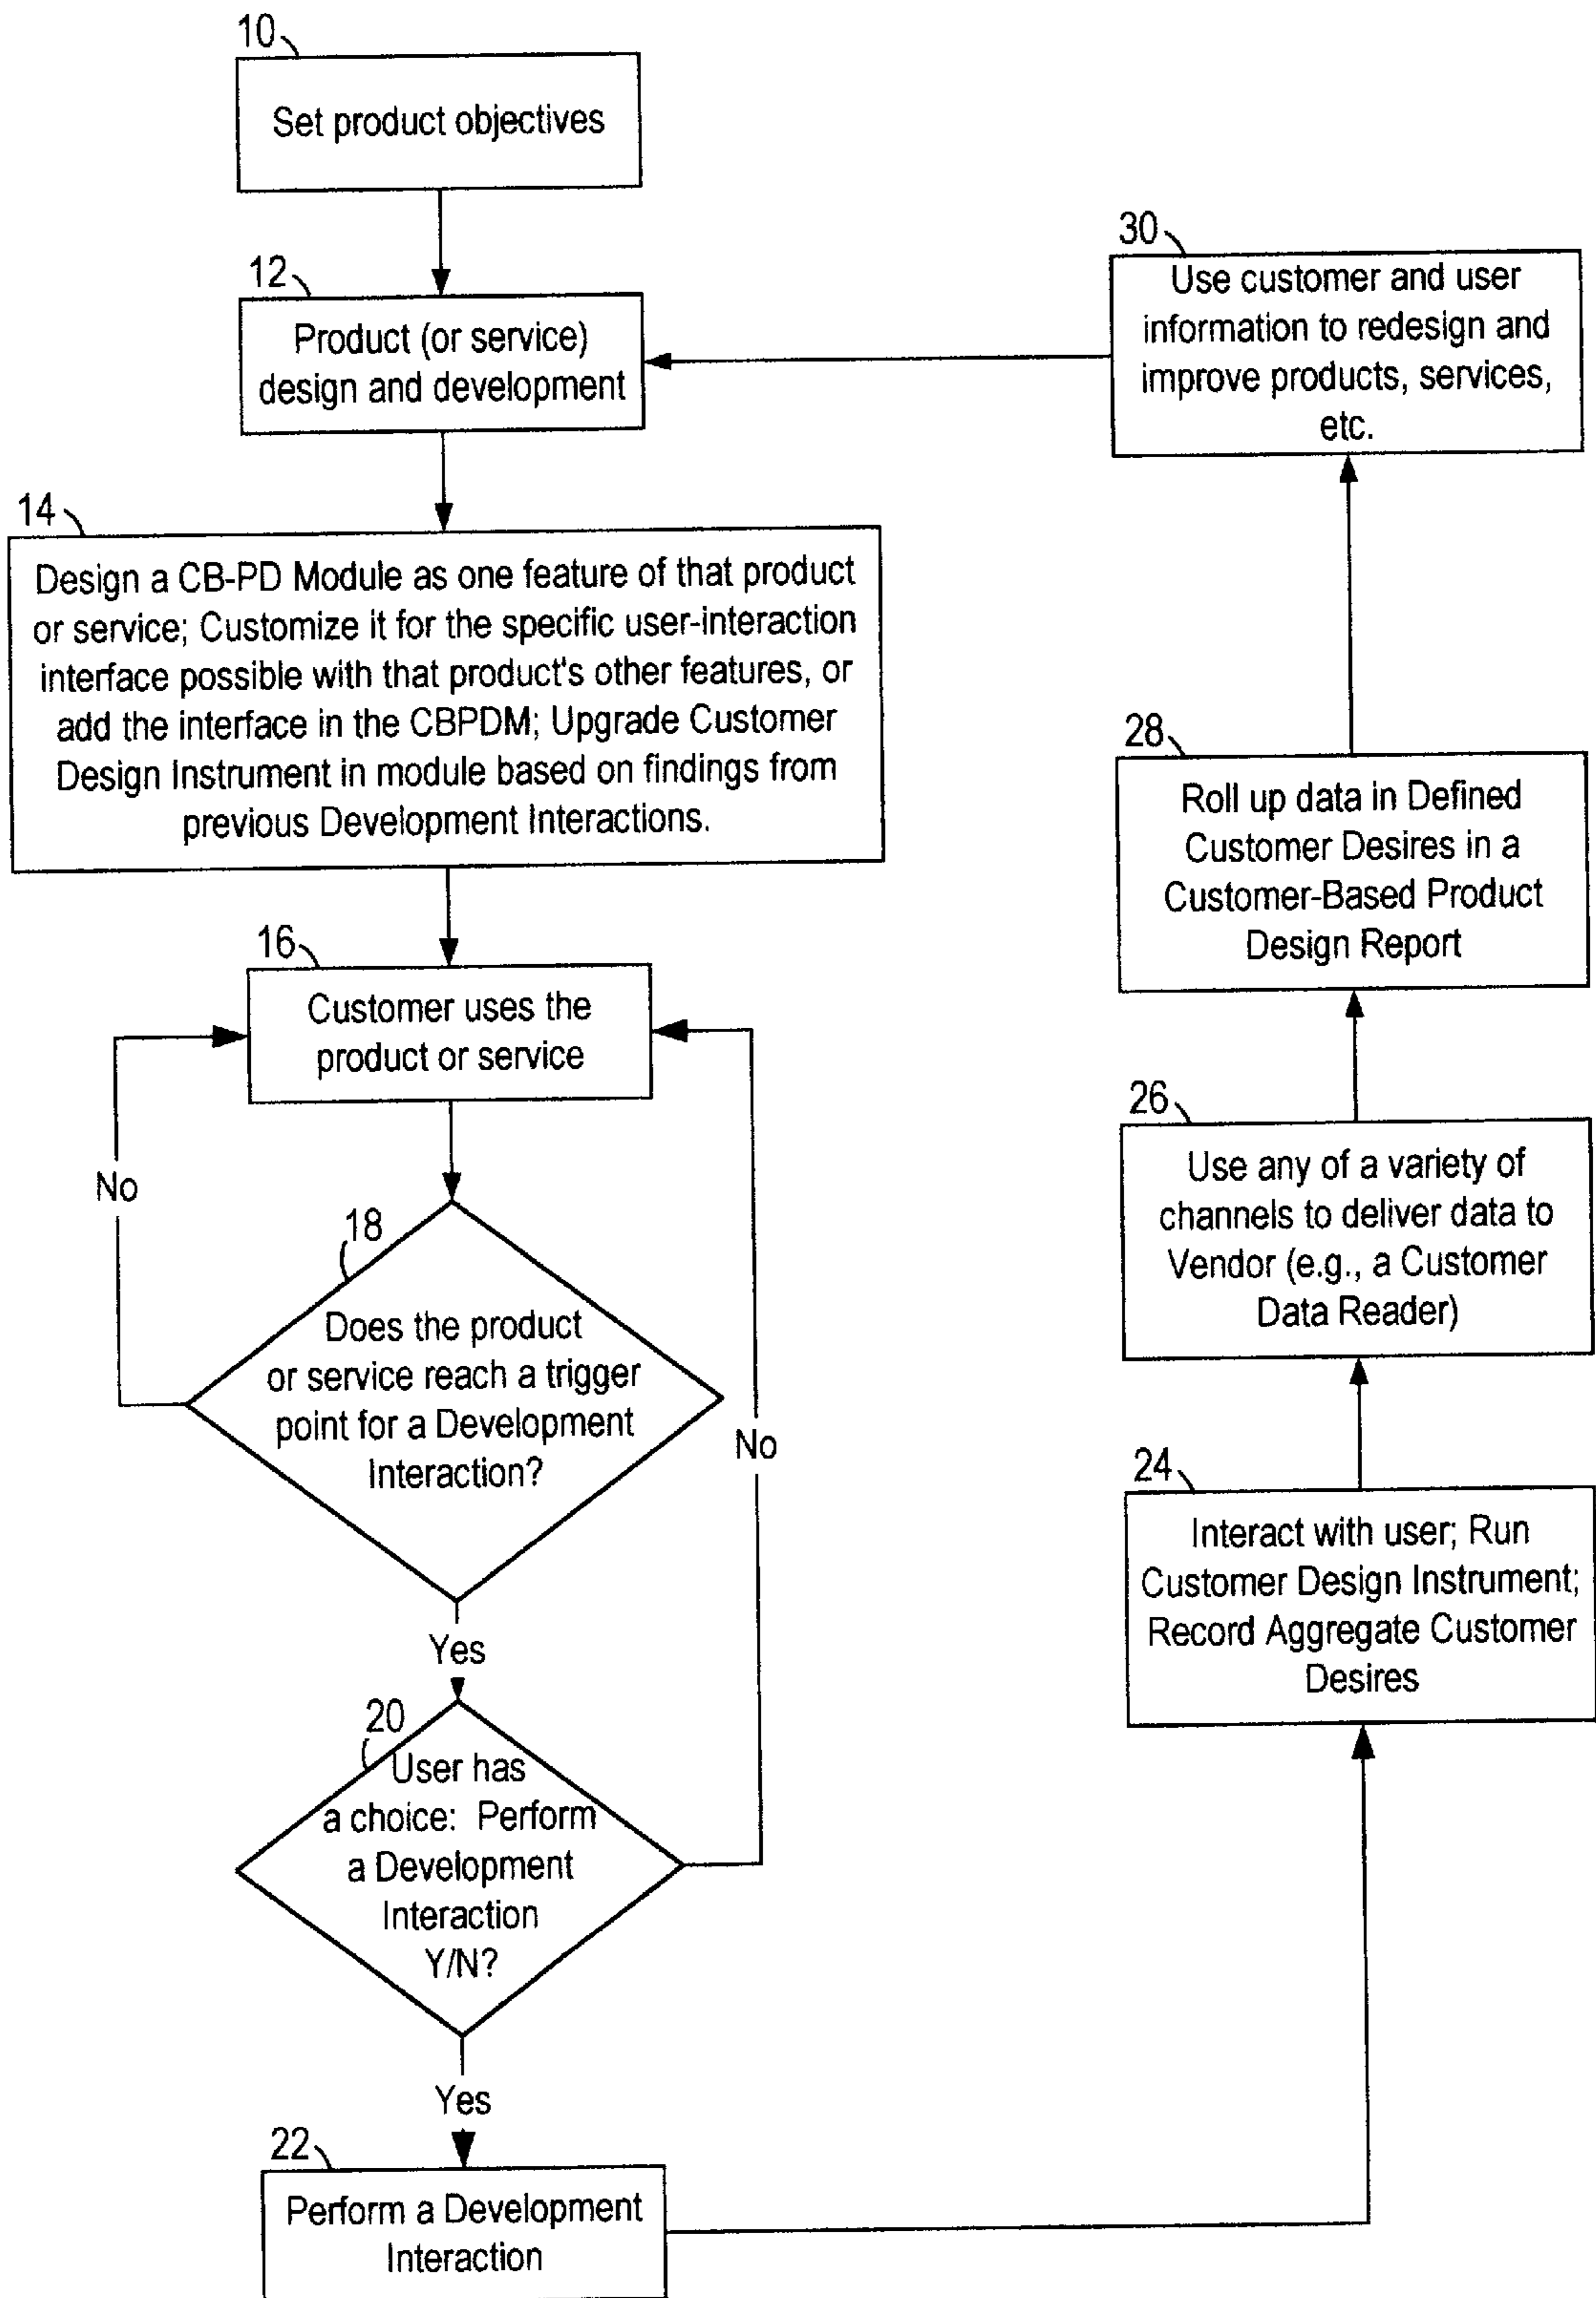 10
Set product objectives
12
Product (or service)
design and development
14
Design a CB-PD Module as one feature of that product
or service; Customize it for the specific user-interaction
interface possible with that product's other features, or
add the interface in the CBPDM; Upgrade Customer
Design Instrument in module based on findings from
previous Development Interactions.
16
Customer uses the
product or service
No
18
Does the product
or service reach a trigger
point for a Development
Interaction?
No
Yes
20
User has
a choice: Perform
a Development
Interaction
Y/N?
Yes
22
Perform a Development
Interaction
24
Interact with user; Run
Customer Design Instrument;
Record Aggregate Customer
Desires
26
Use any of a variety of
channels to deliver data to
Vendor (e.g., a Customer
Data Reader)
28
Roll up data in Defined
Customer Desires in a
Customer-Based Product
Design Report
30
Use customer and user
information to redesign and
improve products, services,
etc.